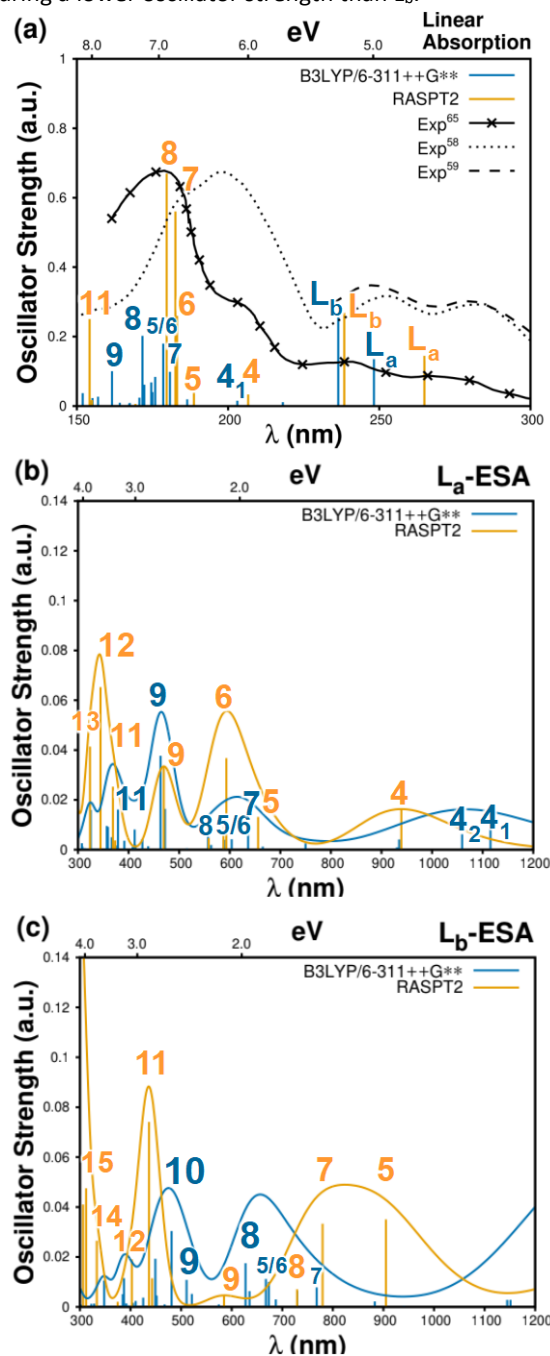 uring a lower oscillator strength than Lb.
(a)
eV
Linear
Absorption
8.0 7.0 6.0 5.0
B3LYP/6-311++G**
RASPT2
Exp65
Exp58
Exp59
Oscillator Strength (a.u.)
1
0.8
0.6
0.4
0.2
0
8
7
11
8 5/6 6
9 7 5 41 4
Lb Lb
La La
150 200 250 300
λ (nm)
(b)
eV
La-ESA
4.0 3.0 2.0
B3LYP/6-311++G**
RASPT2
Oscillator Strength (a.u.)
0.14
0.12
0.1
0.08
0.06
0.04
0.02
0
12
9 6
13 11 9
11 8 5/6 7 5 4 42 41
300 400 500 600 700 800 900 1000 1100 1200
λ (nm)
(c)
eV
Lb-ESA
4.0 3.0 2.0
B3LYP/6-311++G**
RASPT2
Oscillator Strength (a.u.)
0.14
0.12
0.1
0.08
0.06
0.04
0.02
0
11
15 10 7 5
14 12 8
9 9 5/6 8 7
300 400 500 600 700 800 900 1000 1100 1200
λ (nm)